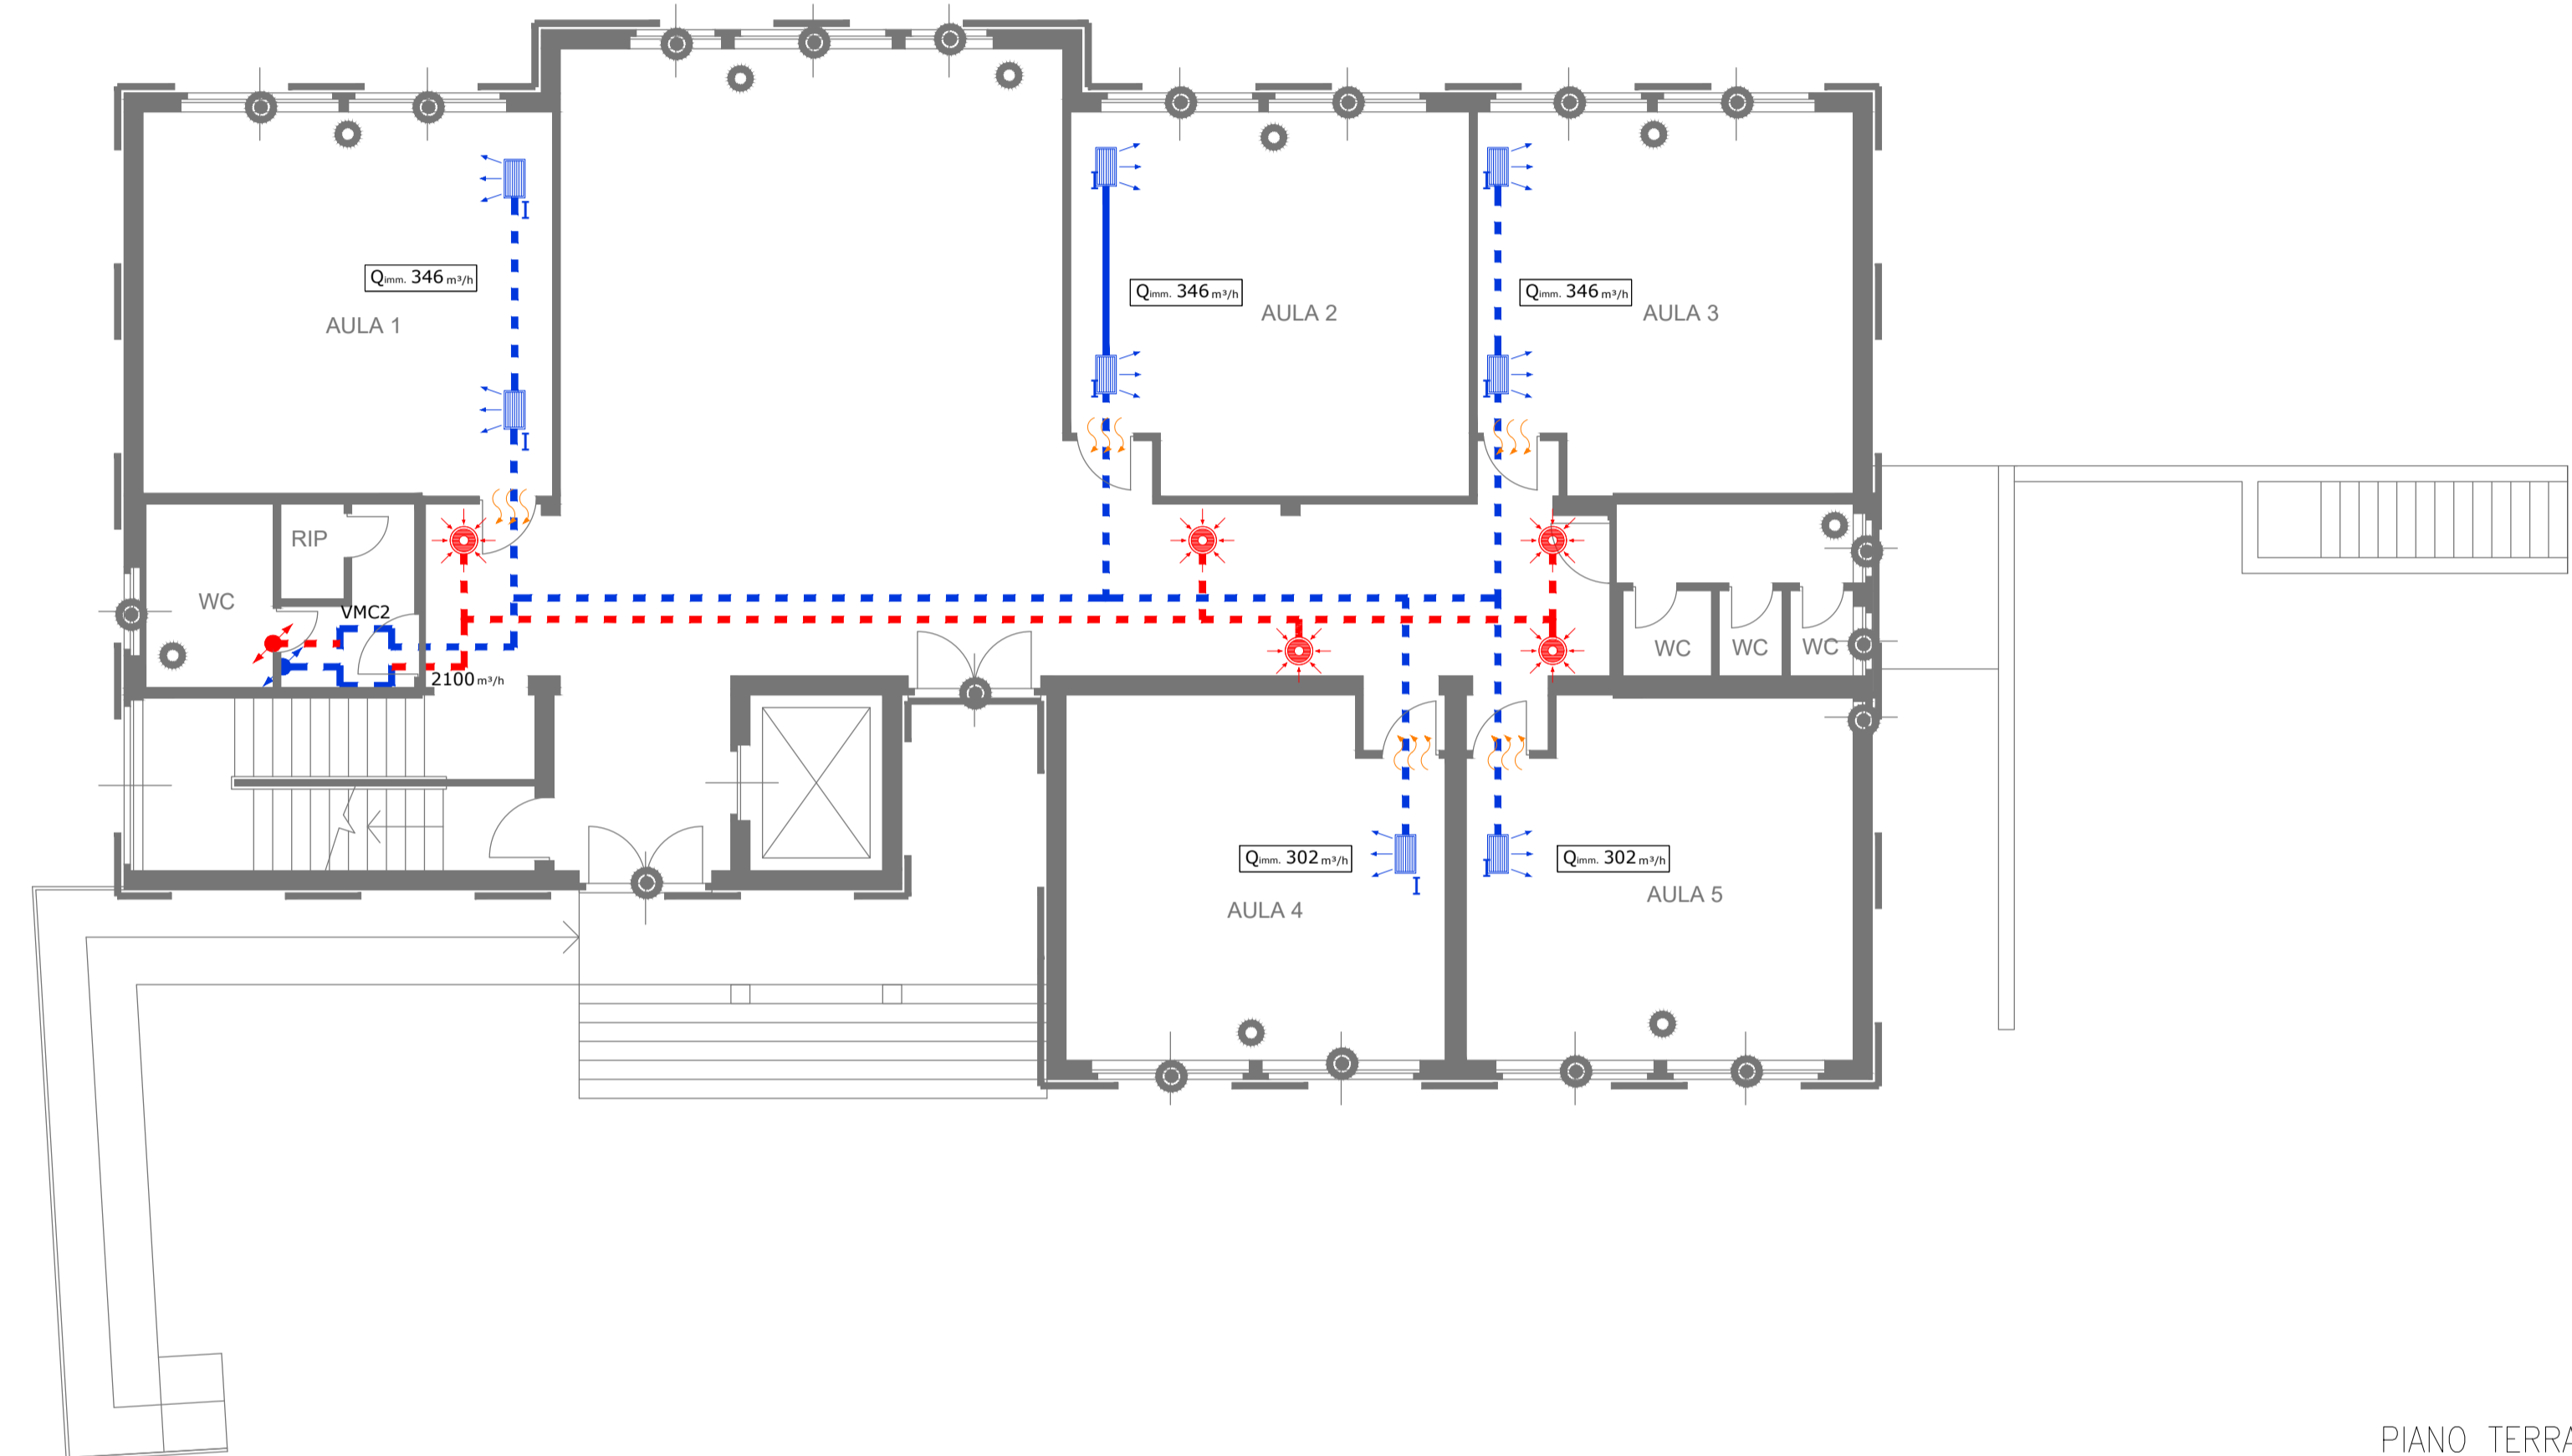 Qimm. 346 m³/h
AULA 1
I
I
Qimm. 346 m³/h
AULA 2
I
I
Qimm. 346 m³/h
AULA 3
I
I
RIP
WC
VMC2
2100 m³/h
WC
WC
WC
Qimm. 302 m³/h
AULA 4
I
Qimm. 302 m³/h
AULA 5
I
PIANO TERRA